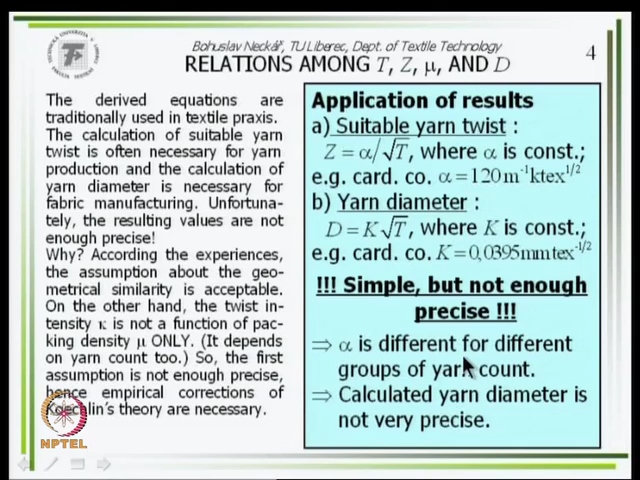 Bohuslav Neckář, TU Liberec, Dept. of Textile Technology
RELATIONS AMONG T, Z, μ, AND D
4
The derived equations are
traditionally used in textile praxis.
The calculation of suitable yarn
twist is often necessary for yarn
production and the calculation of
yarn diameter is necessary for
fabric manufacturing. Unfortuna-
tely, the resulting values are not
enough precise!
Why? According the experiences,
the assumption about the geo-
metrical similarity is acceptable.
On the other hand, the twist in-
tensity κ is not a function of pac-
king density μ ONLY. (It depends
on yarn count too.) So, the first
assumption is not enough precise,
hence empirical corrections of
Koechlin's theory are necessary.
Application of results
a) Suitable yarn twist :
Z = α/√T, where α is const.;
e.g. card. co. α = 120 m⁻¹ktex^1/2
b) Yarn diameter :
D = K√T, where K is const.;
e.g. card. co. K = 0,0395mm tex^-1/2
!!! Simple, but not enough
precise !!!
⇒ α is different for different
groups of yarn count.
⇒ Calculated yarn diameter is
not very precise.
NPTEL